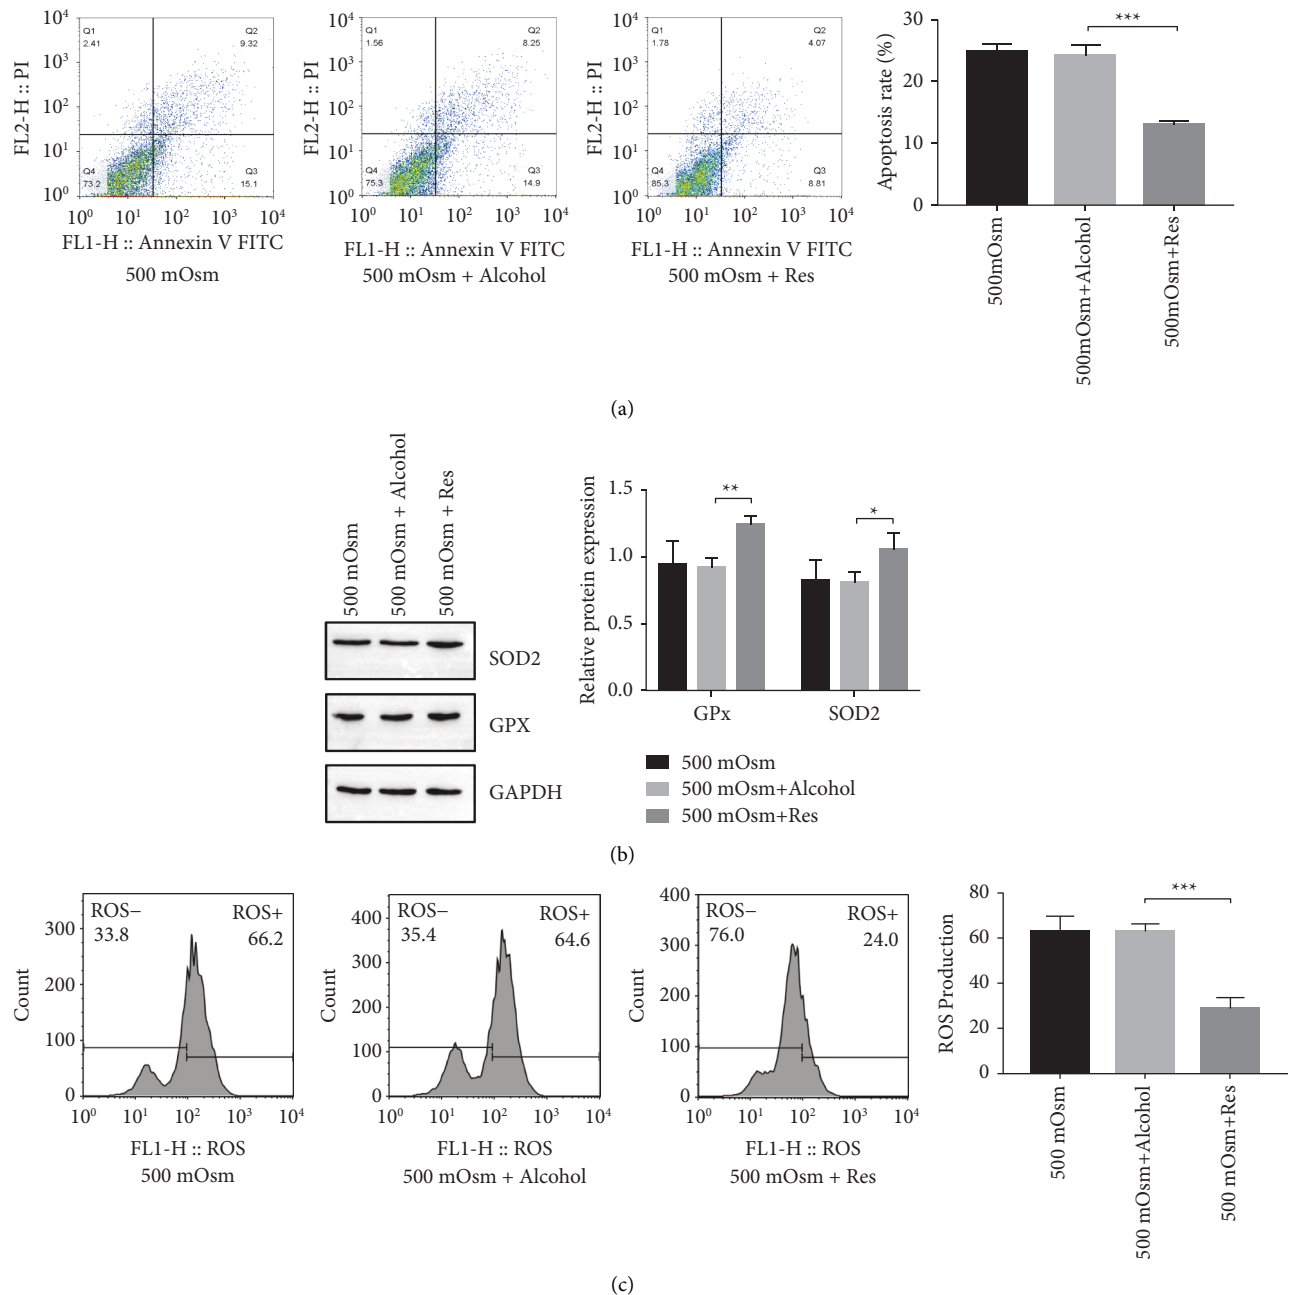 10⁴
10³
10²
10¹
10⁰
FL2-H :: PI
Q1
2.41
Q2
9.32
Q4
73.2
Q3
15.1
10⁰ 10¹ 10² 10³ 10⁴
FL1-H :: Annexin V FITC
500 mOsm
10⁴
10³
10²
10¹
10⁰
FL2-H :: PI
Q1
1.56
Q2
8.25
Q4
75.3
Q3
14.9
10⁰ 10¹ 10² 10³ 10⁴
FL1-H :: Annexin V FITC
500 mOsm + Alcohol
10⁴
10³
10²
10¹
10⁰
FL2-H :: PI
Q1
1.78
Q2
4.07
Q4
85.3
Q3
8.81
10⁰ 10¹ 10² 10³ 10⁴
FL1-H :: Annexin V FITC
500 mOsm + Res
Apoptosis rate (%)
30
20
10
0
***
500mOsm
500mOsm+Alcohol
500mOsm+Res
(a)
500 mOsm
500 mOsm + Alcohol
500 mOsm + Res
SOD2
GPX
GAPDH
Relative protein expression
1.5
1.0
0.5
0.0
**
*
GPx
SOD2
500 mOsm
500 mOsm+Alcohol
500 mOsm+Res
(b)
Count
300
200
100
0
ROS−
33.8
ROS+
66.2
10⁰ 10¹ 10² 10³ 10⁴
FL1-H :: ROS
500 mOsm
Count
400
300
200
100
0
ROS−
35.4
ROS+
64.6
10⁰ 10¹ 10² 10³ 10⁴
FL1-H :: ROS
500 mOsm + Alcohol
Count
400
300
200
100
0
ROS−
76.0
ROS+
24.0
10⁰ 10¹ 10² 10³ 10⁴
FL1-H :: ROS
500 mOsm + Res
ROS Production
80
60
40
20
0
***
500 mOsm
500 mOsm+Alcohol
500 mOsm+Res
(c)